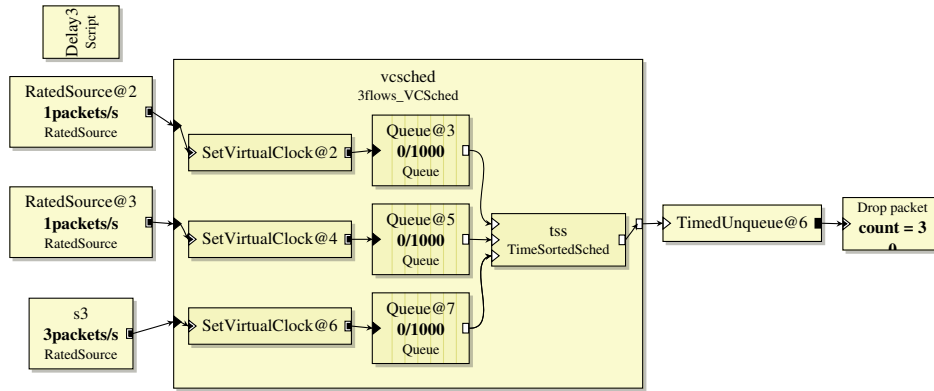 Delay3
Script
vcsched
3flows_VCSched
RatedSource@2
1packets/s
RatedSource
SetVirtualClock@2
Queue@3
0/1000
Queue
RatedSource@3
1packets/s
RatedSource
SetVirtualClock@4
Queue@5
0/1000
Queue
tss
TimeSortedSched
TimedUnqueue@6
Drop packet
count = 3
0
s3
3packets/s
RatedSource
SetVirtualClock@6
Queue@7
0/1000
Queue